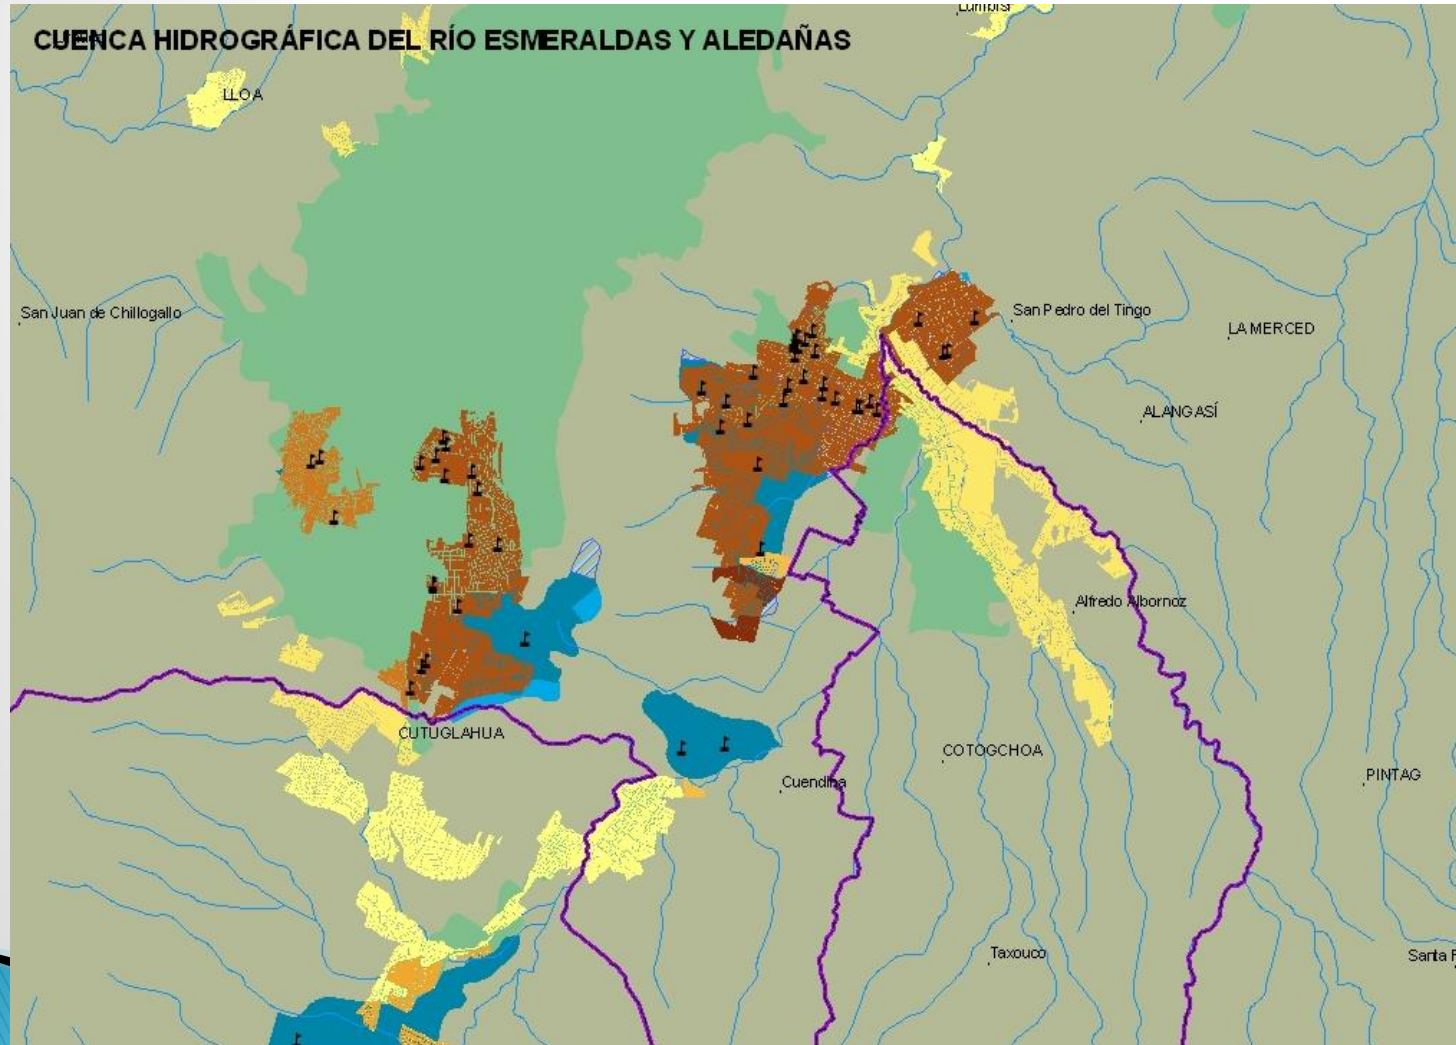 CUENCA HIDROGRÁFICA DEL RÍO ESMERALDAS Y ALEDAÑAS
LLOA
San Juan de Chillogallo
San Pedro del Tingo
LA MERCED
ALANGASÍ
Alfredo Albornoz
CUTUGLAHUA
COTOGCHOA
Cuendina
PINTAG
Taxouco
Santa